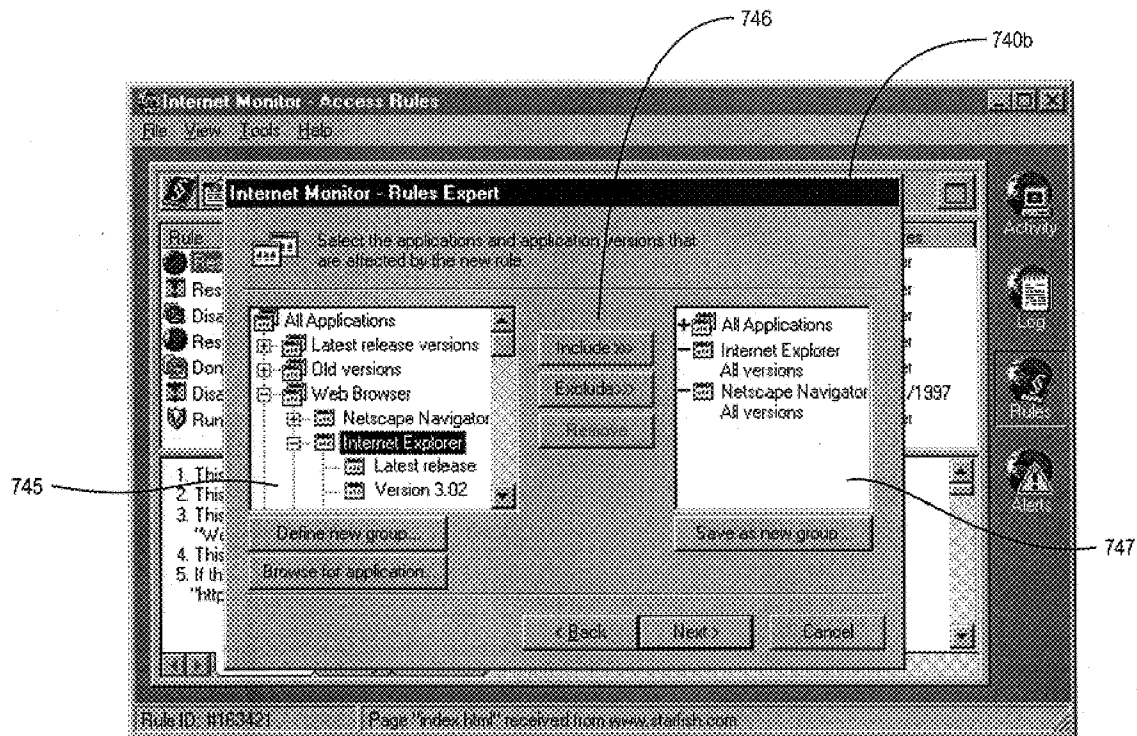 746
740b
Internet Monitor - Access Rules
File View Tools Help
Internet Monitor - Rules Expert
Rule
Res
Disa
Res
Don
Disa
Run
Select the applications and application versions that
are affected by the new rule.
All Applications
Latest release versions
Old versions
Web Browser
Netscape Navigator
Internet Explorer
Latest release
Version 3.02
Include >>
Exclude>>
Remove
+ All Applications
- Internet Explorer
All versions
- Netscape Navigator
All versions
/1997
Activity
Log
Rules
Alerts
745
747
1. This
2. This
3. This
"We
4. This
5. If th
"http
Define new group...
Browse for application...
Save as new group...
< Back
Next >
Cancel
Page "index.html" received from www.starfish.com